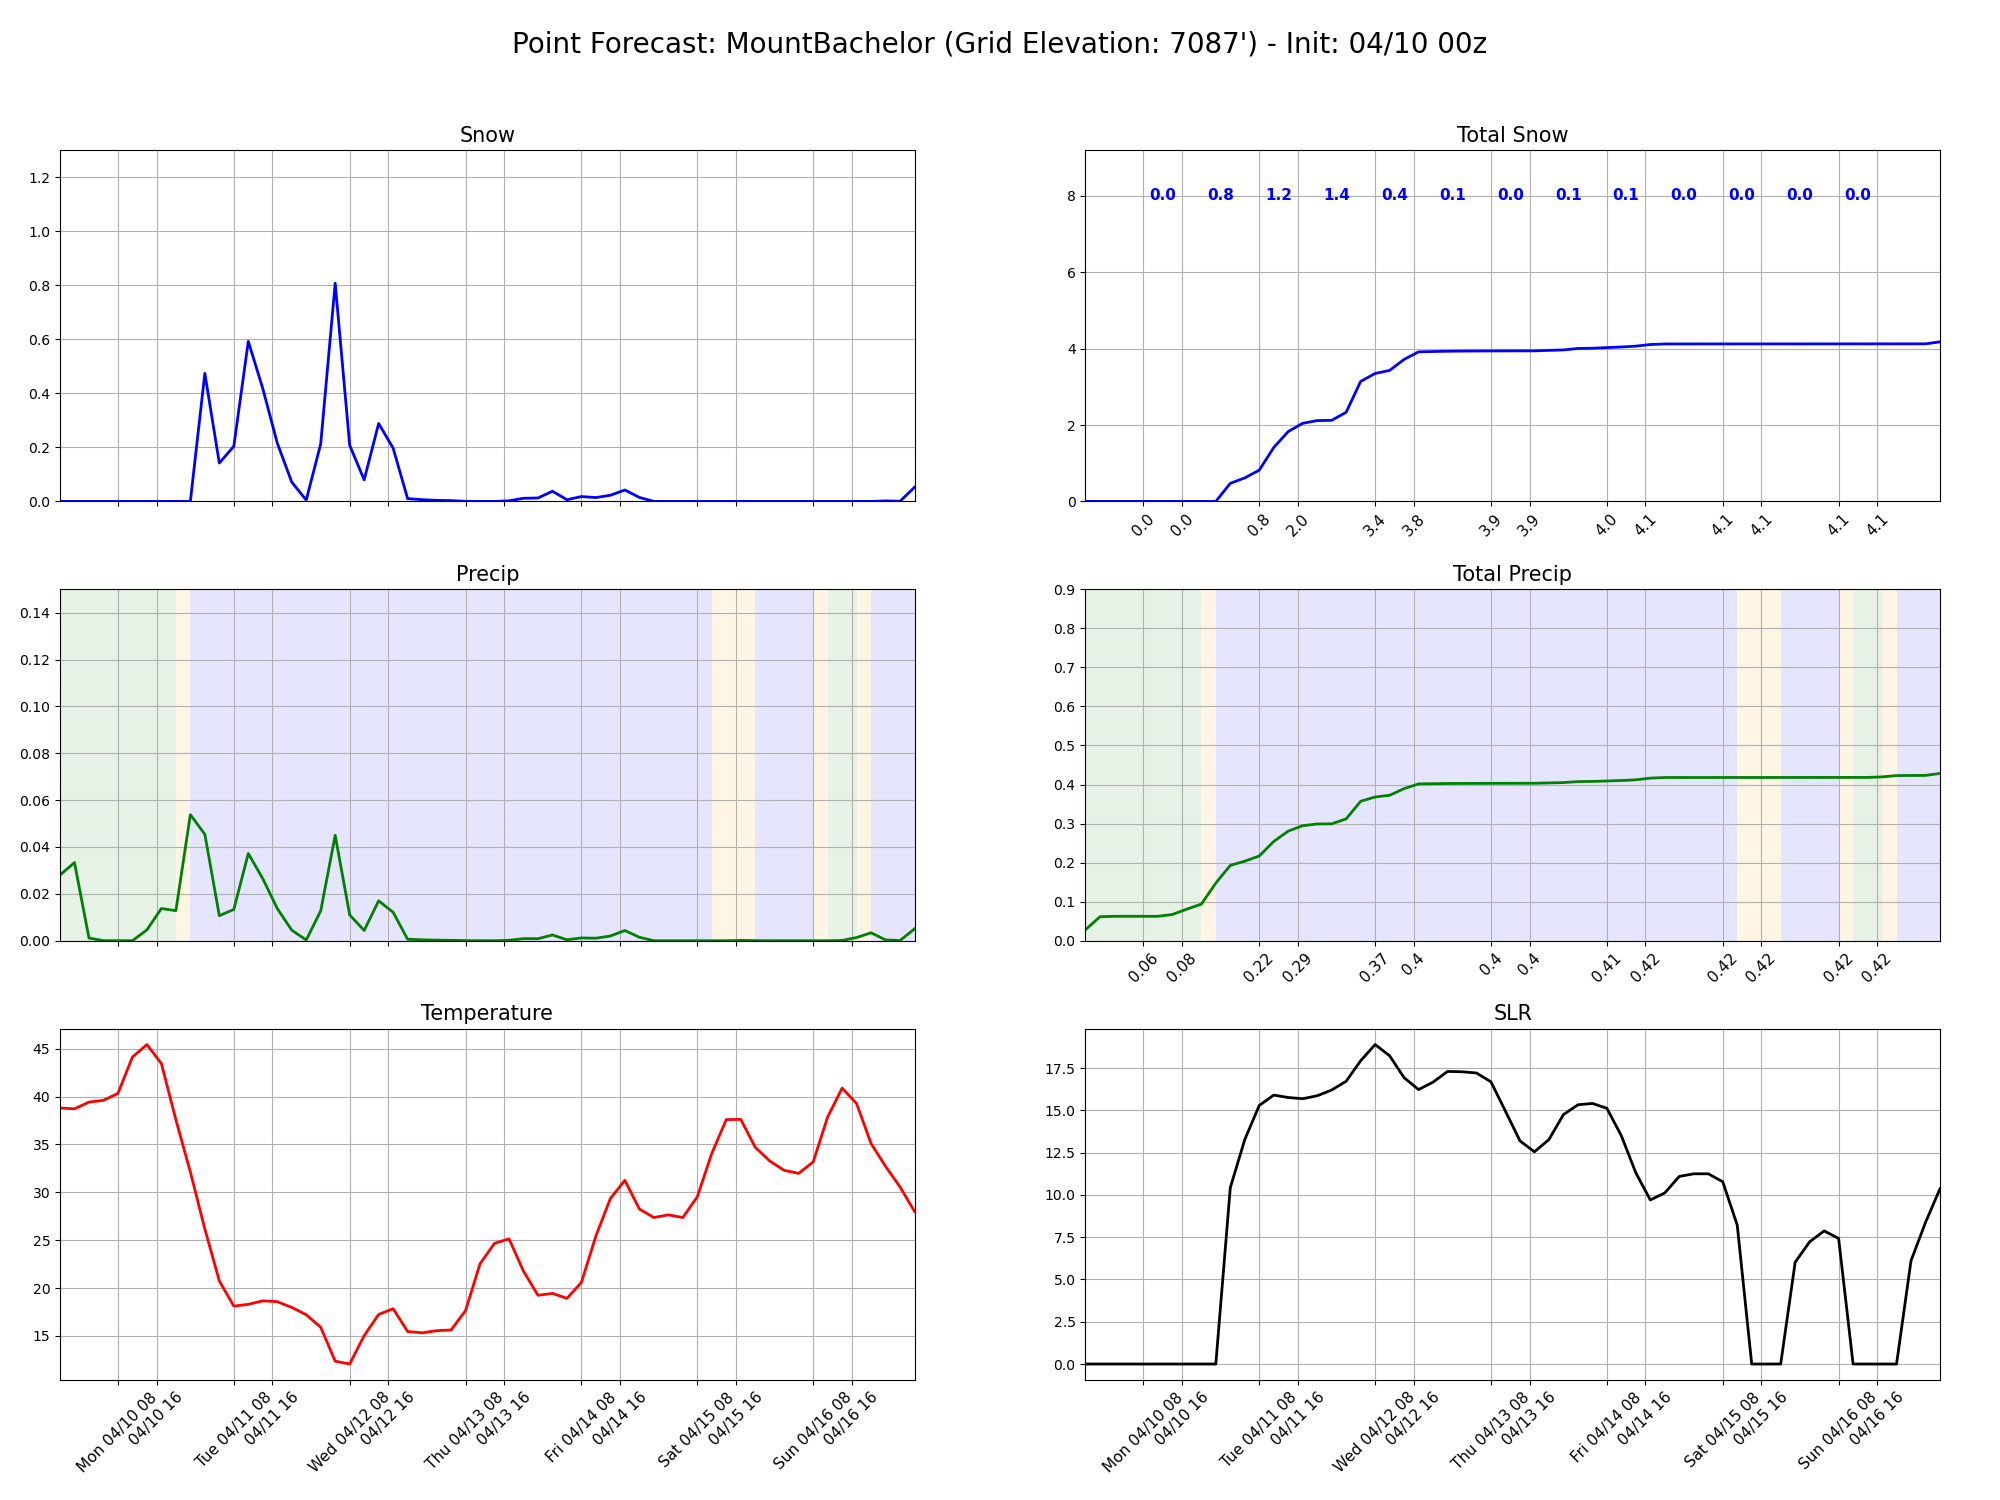 Point Forecast: MountBachelor (Grid Elevation: 7087') - Init: 04/10 00z
Snow
1.2
1.0
0.8
0.6
0.4
0.2
0.0
Total Snow
0.0 0.8 1.2 1.4 0.4 0.1 0.0 0.1 0.1 0.0 0.0 0.0 0.0
8
6
4
2
0
0.0 0.0 0.8 2.0 3.4 3.8 3.9 3.9 4.0 4.1 4.1 4.1 4.1 4.1
Precip
0.14
0.12
0.10
0.08
0.06
0.04
0.02
0.00
Total Precip
0.9
0.8
0.7
0.6
0.5
0.4
0.3
0.2
0.1
0.0
0.06 0.08 0.22 0.29 0.37 0.4 0.4 0.4 0.41 0.42 0.42 0.42 0.42 0.42
Temperature
45
40
35
30
25
20
15
Mon 04/10 08
04/10 16
Tue 04/11 08
04/11 16
Wed 04/12 08
04/12 16
Thu 04/13 08
04/13 16
Fri 04/14 08
04/14 16
Sat 04/15 08
04/15 16
Sun 04/16 08
04/16 16
SLR
17.5
15.0
12.5
10.0
7.5
5.0
2.5
0.0
Mon 04/10 08
04/10 16
Tue 04/11 08
04/11 16
Wed 04/12 08
04/12 16
Thu 04/13 08
04/13 16
Fri 04/14 08
04/14 16
Sat 04/15 08
04/15 16
Sun 04/16 08
04/16 16